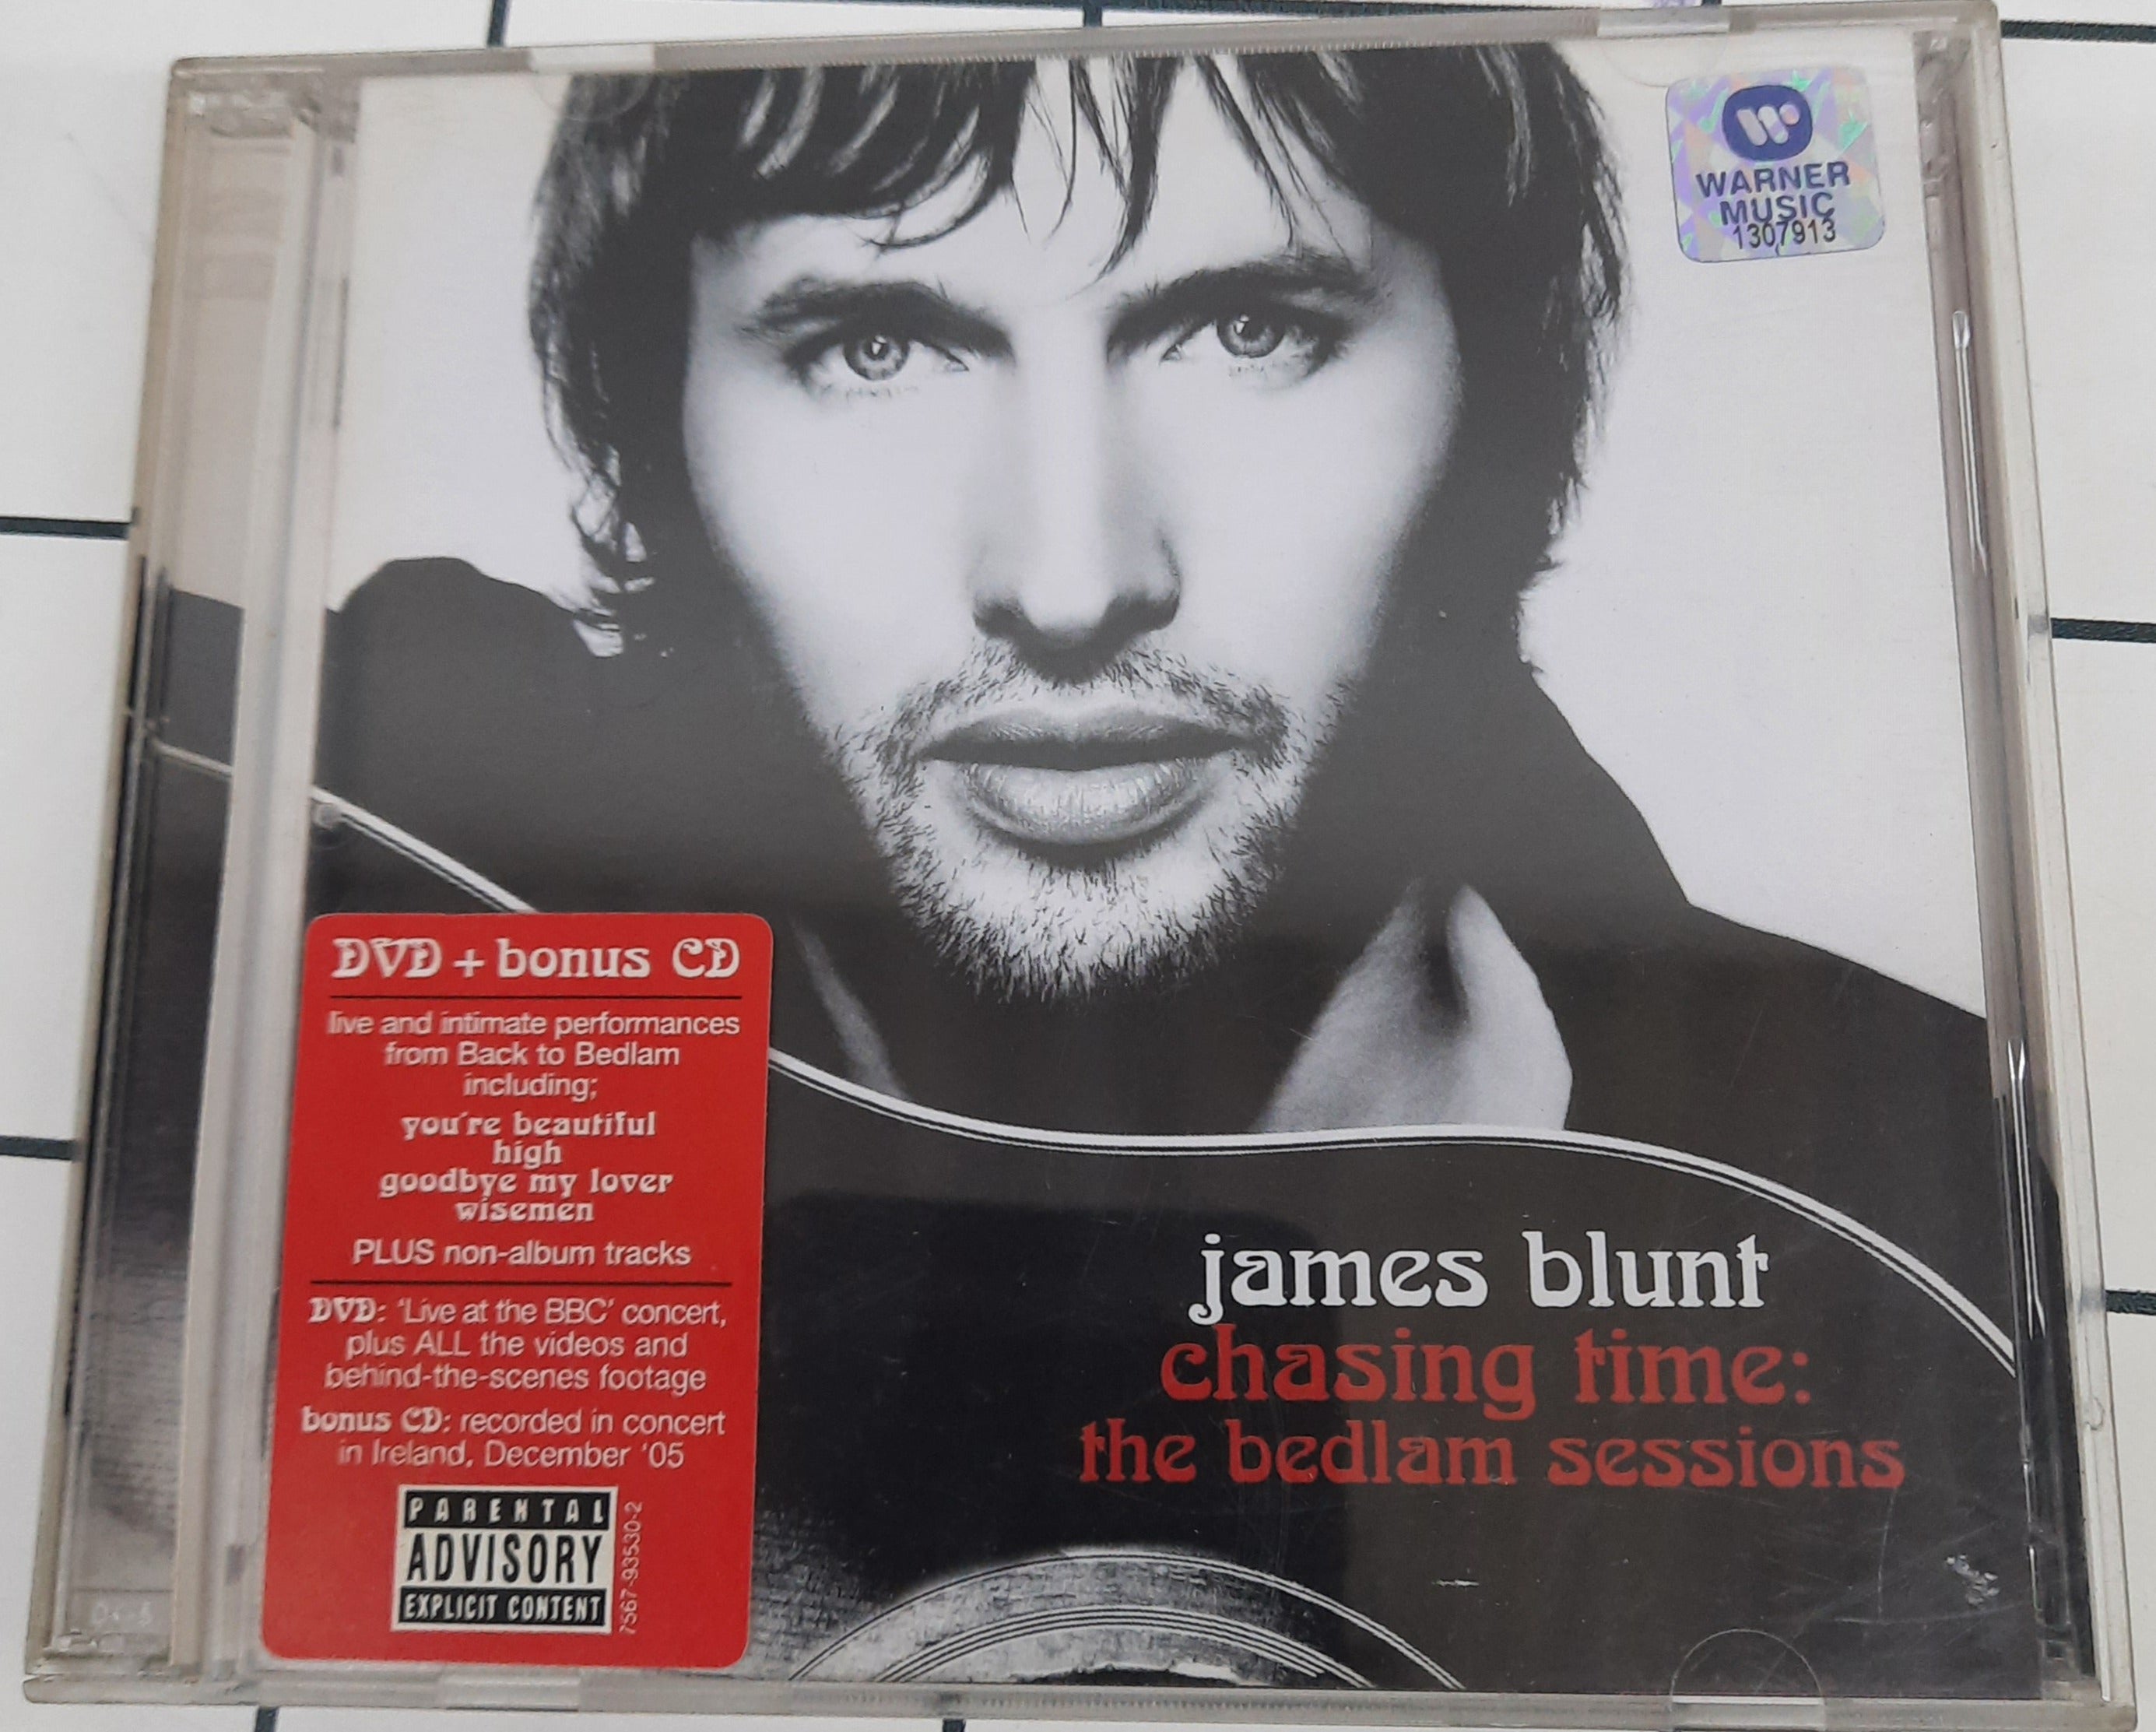 WARNER
MUSIC
1307913
DVD + bonus CD
live and intimate performances
from Back to Bedlam
including;
you're beautiful
high
goodbye my lover
wisemen
PLUS non-album tracks
DVD: 'Live at the BBC' concert,
plus ALL the videos and
behind-the-scenes footage
bonus CD: recorded in concert
in Ireland, December '05
PARENTAL
ADVISORY
EXPLICIT CONTENT
7567-93530-2
james blunt
chasing time:
the bedlam sessions